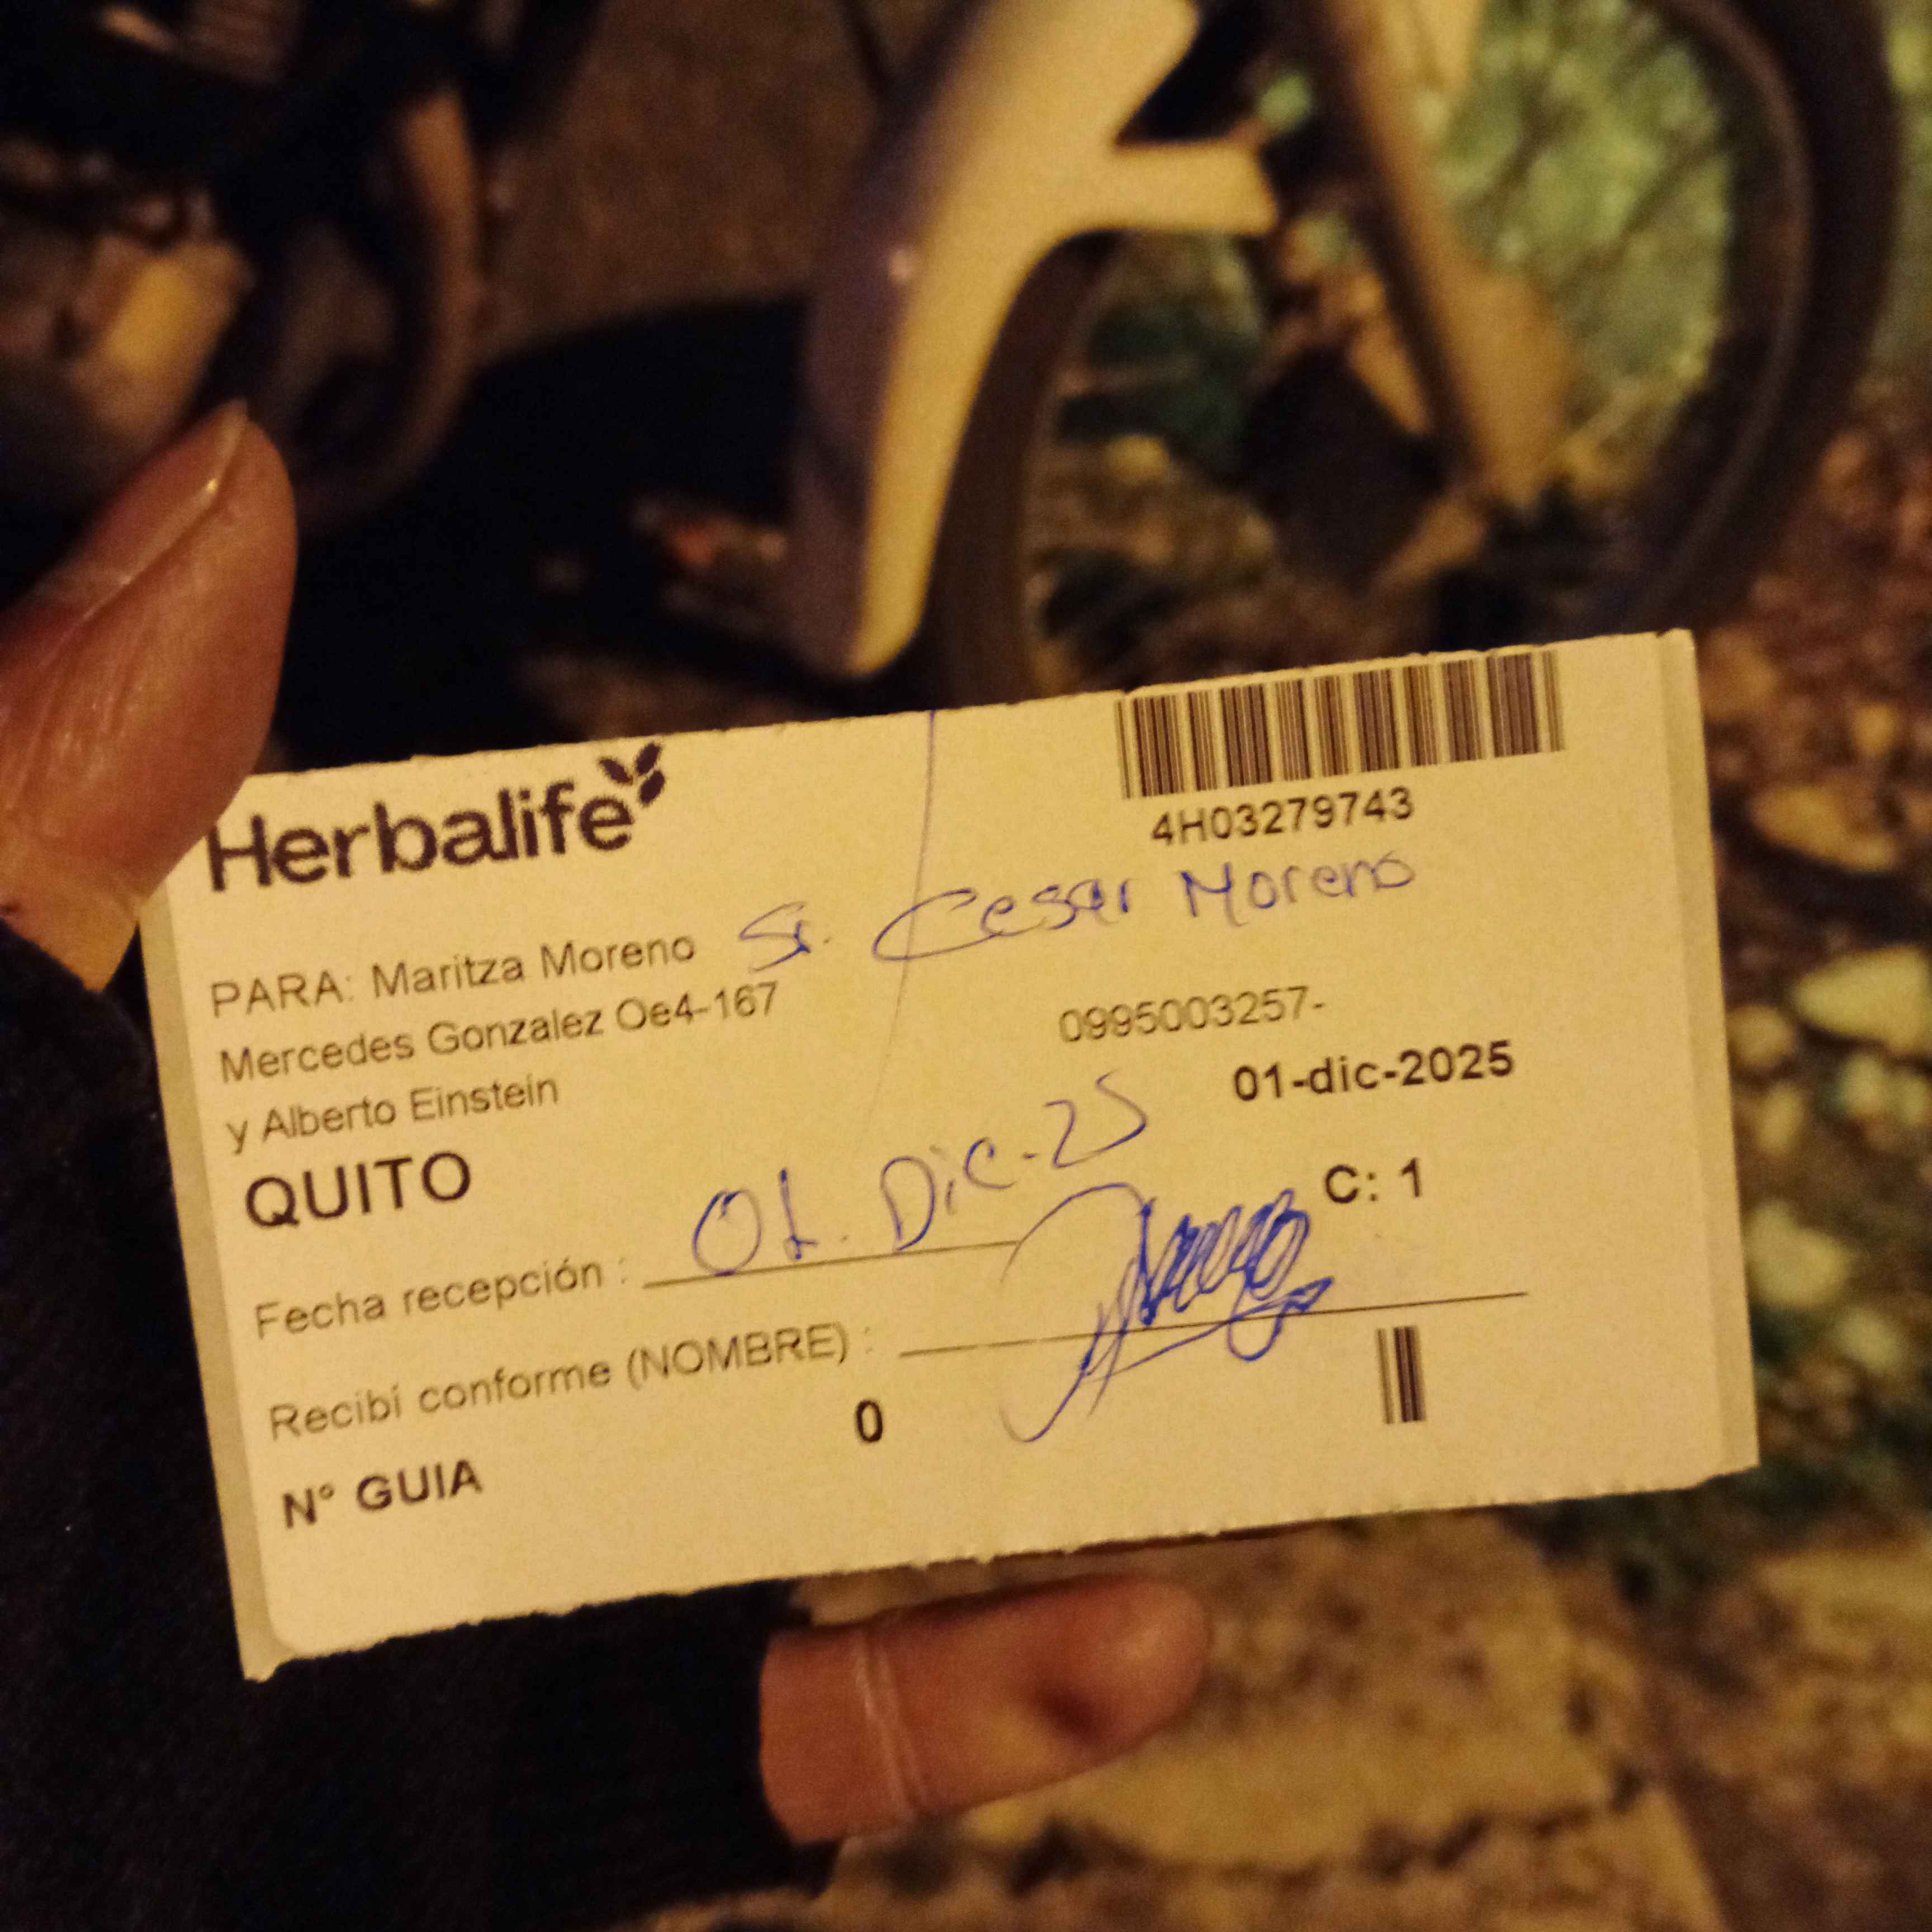 Herbalife
4H03279743
PARA: Maritza Moreno Sr. Cesar Moreno
Mercedes Gonzalez Oe4-167
0995003257-
y Alberto Einstein
01-dic-2025
QUITO
C: 1
Fecha recepción : 01. Dic-25
Recibí conforme (NOMBRE) :
N° GUIA 0